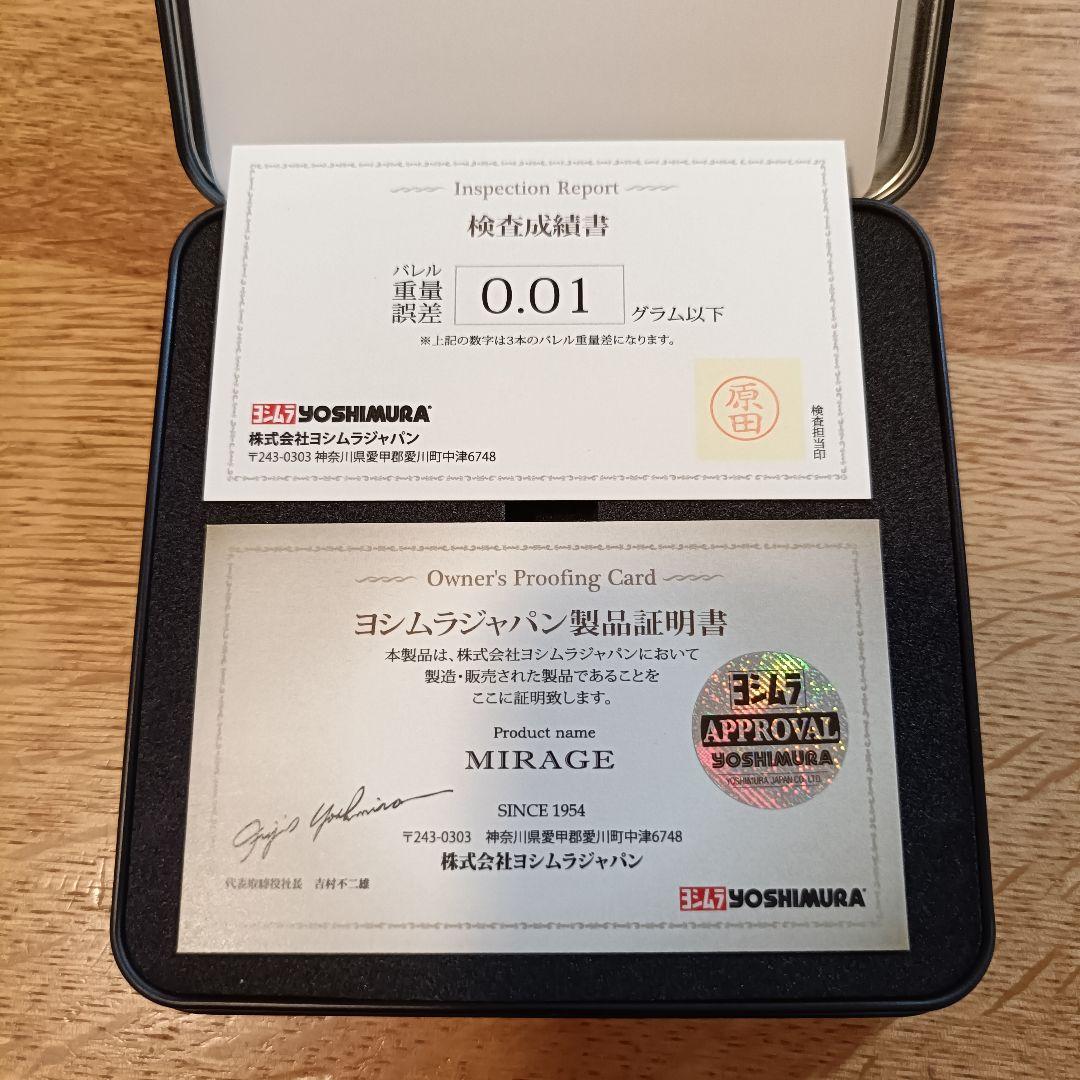 Inspection Report
検査成績書
バレル
重量
誤差
0.01
グラム以下
※上記の数字は3本のバレル重量差になります。
原田
検査担当印
ヨシムラ YOSHIMURA
株式会社ヨシムラジャパン
〒243-0303 神奈川県愛甲郡愛川町中津6748
Owner's Proofing Card
ヨシムラジャパン製品証明書
本製品は、株式会社ヨシムラジャパンにおいて
製造・販売された製品であることを
ここに証明致します。
Product name
MIRAGE
ヨシムラ
APPROVAL
YOSHIMURA
YOSHIMURA JAPAN CO. LTD.
SINCE 1954
〒243-0303 神奈川県愛甲郡愛川町中津6748
株式会社ヨシムラジャパン
代表取締役社長 吉村不二雄
ヨシムラ YOSHIMURA